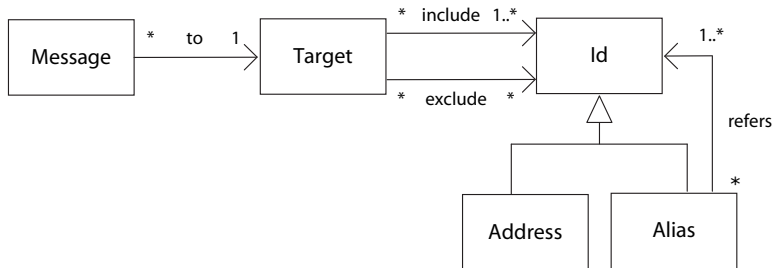 * include 1..*
* to 1
Message
Target
Id
1..*
* exclude *
refers
*
Address
Alias